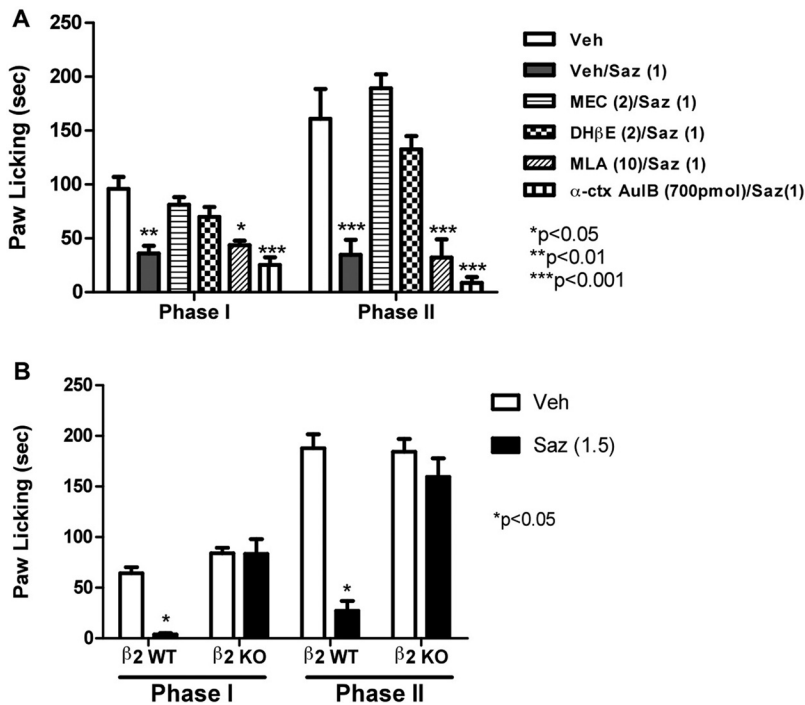 A
Paw Licking (sec)
250
200
150
100
50
0
** * ***
*** *** ***
Phase I Phase II
Veh
Veh/Saz (1)
MEC (2)/Saz (1)
DHβE (2)/Saz (1)
MLA (10)/Saz (1)
α-ctx AuIB (700pmol)/Saz(1)
*p<0.05
**p<0.01
***p<0.001
B
Paw Licking (sec)
250
200
150
100
50
0
* *
β2 WT β2 KO β2 WT β2 KO
Phase I Phase II
Veh
Saz (1.5)
*p<0.05